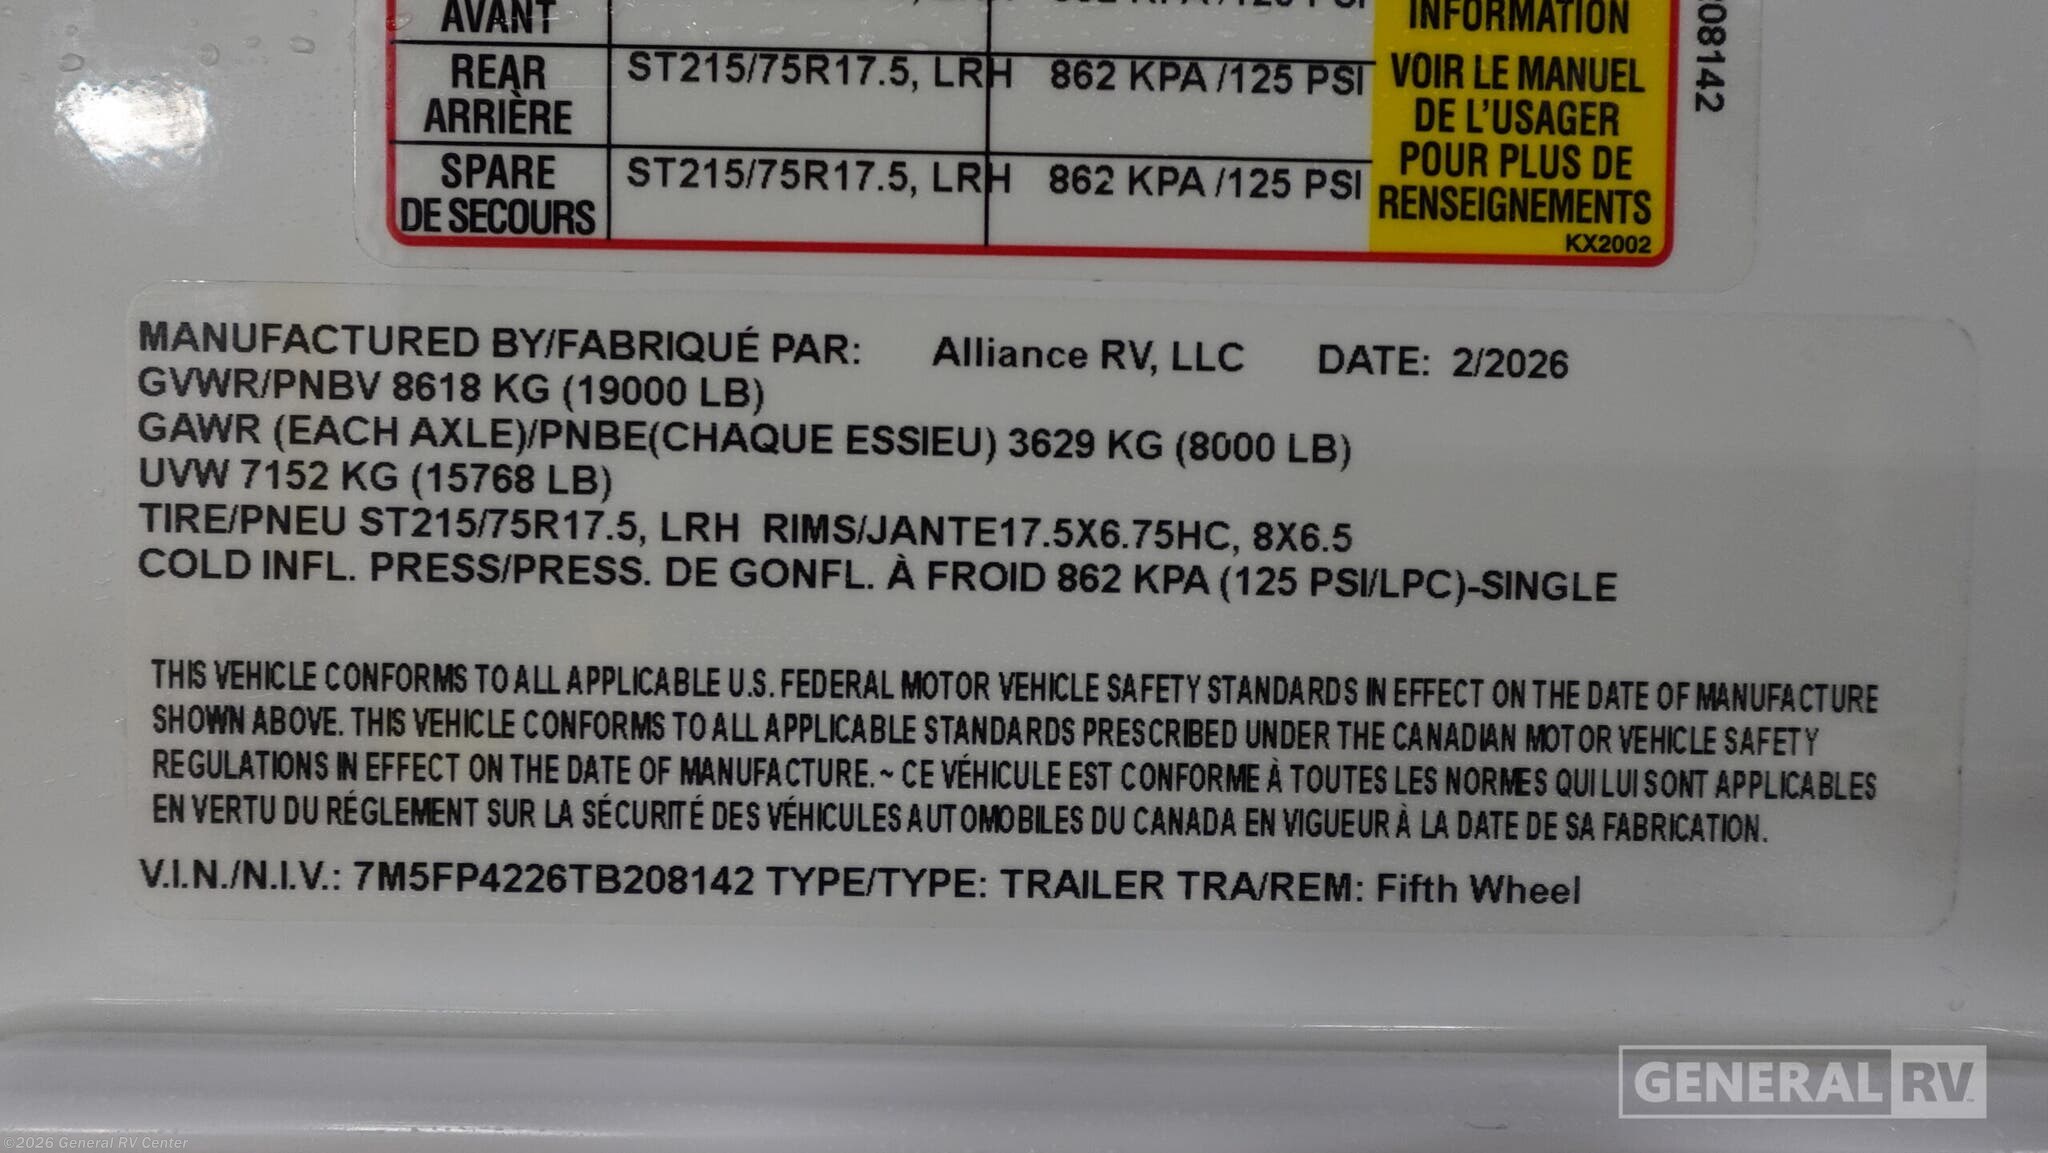 AVANT
INFORMATION
REAR
ARRIÈRE
ST215/75R17.5, LRH 862 KPA /125 PSI
SPARE
DE SECOURS
ST215/75R17.5, LRH 862 KPA /125 PSI
VOIR LE MANUEL
DE L'USAGER
POUR PLUS DE
RENSEIGNEMENTS
KX2002
08142
MANUFACTURED BY/FABRIQUÉ PAR: Alliance RV, LLC DATE: 2/2026
GVWR/PNBV 8618 KG (19000 LB)
GAWR (EACH AXLE)/PNBE(CHAQUE ESSIEU) 3629 KG (8000 LB)
UVW 7152 KG (15768 LB)
TIRE/PNEU ST215/75R17.5, LRH RIMS/JANTE17.5X6.75HC, 8X6.5
COLD INFL. PRESS/PRESS. DE GONFL. À FROID 862 KPA (125 PSI/LPC)-SINGLE
THIS VEHICLE CONFORMS TO ALL APPLICABLE U.S. FEDERAL MOTOR VEHICLE SAFETY STANDARDS IN EFFECT ON THE DATE OF MANUFACTURE
SHOWN ABOVE. THIS VEHICLE CONFORMS TO ALL APPLICABLE STANDARDS PRESCRIBED UNDER THE CANADIAN MOTOR VEHICLE SAFETY
REGULATIONS IN EFFECT ON THE DATE OF MANUFACTURE. ~ CE VÉHICULE EST CONFORME À TOUTES LES NORMES QUI LUI SONT APPLICABLES
EN VERTU DU RÉGLEMENT SUR LA SÉCURITÉ DES VÉHICULES AUTOMOBILES DU CANADA EN VIGUEUR À LA DATE DE SA FABRICATION.
V.I.N./N.I.V.: 7M5FP4226TB208142 TYPE/TYPE: TRAILER TRA/REM: Fifth Wheel
GENERAL RV
©2026 General RV Center